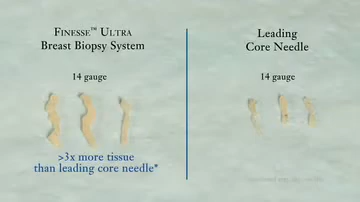 FINESSE™ ULTRA
Breast Biopsy System
14 gauge
>3x more tissue
than leading core needle*
Leading
Core Needle
14 gauge